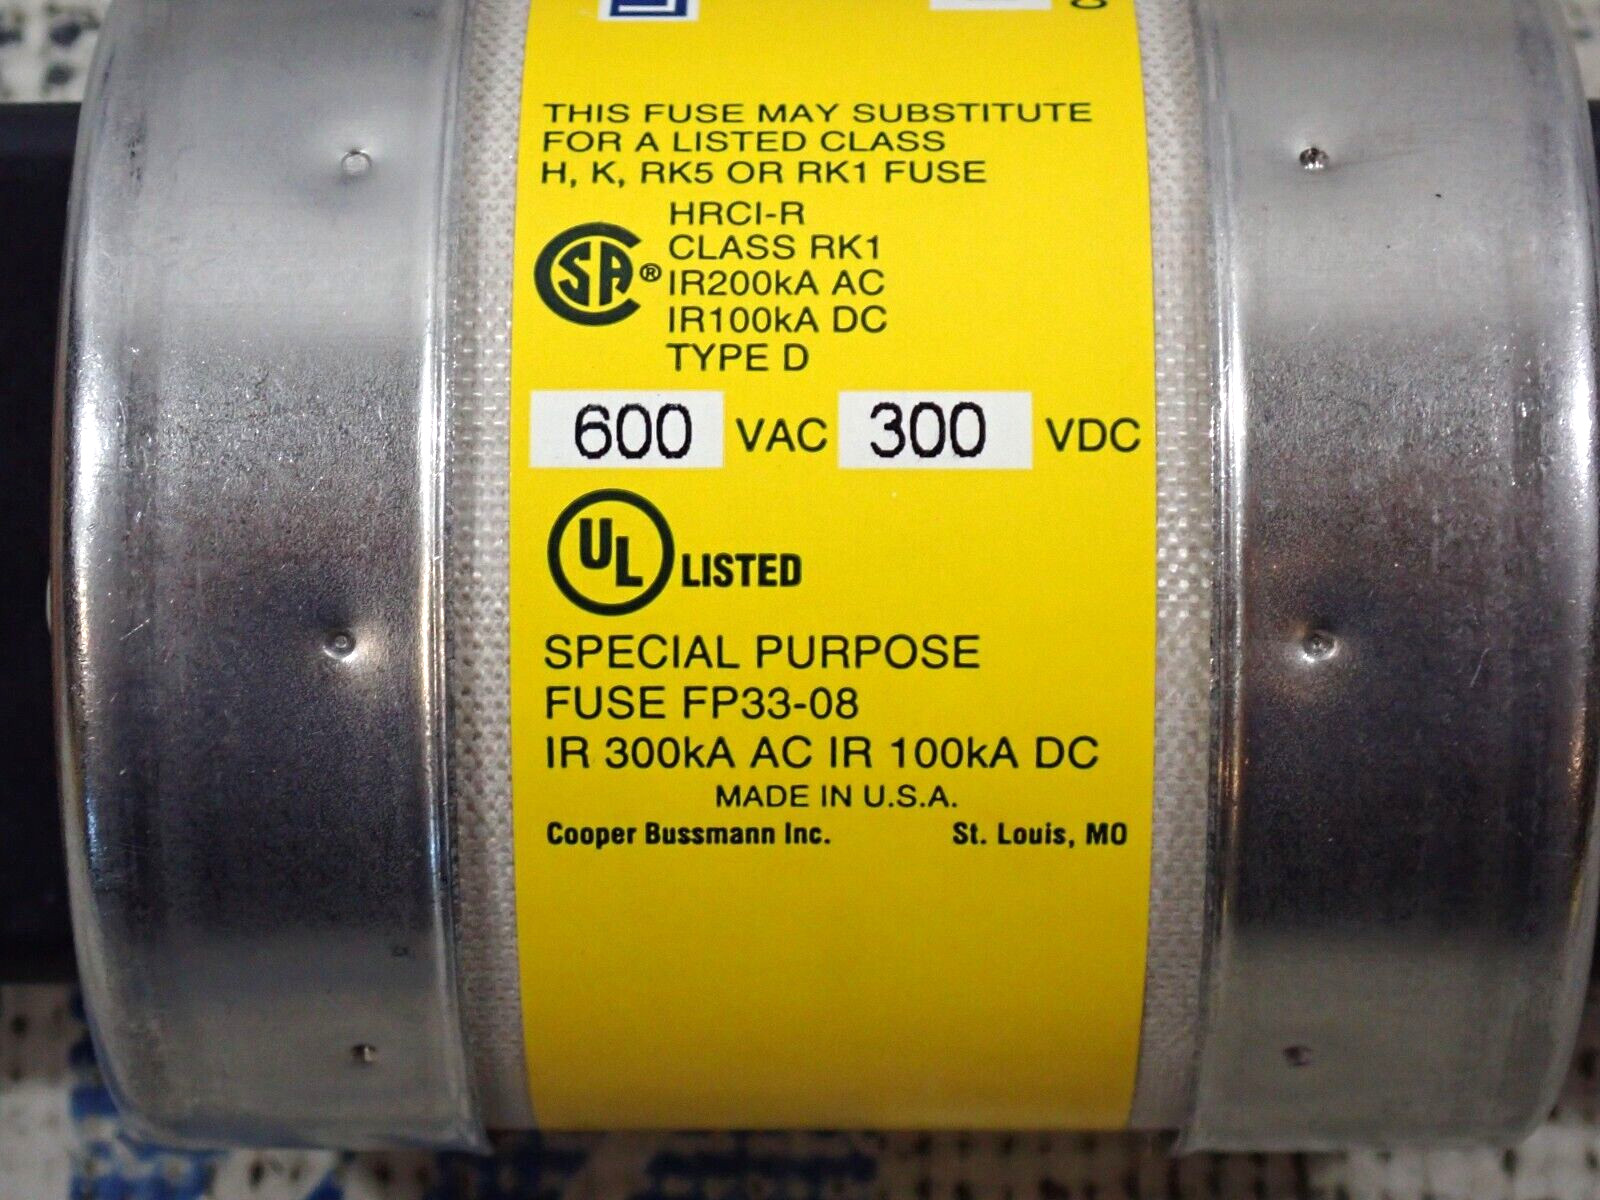 THIS FUSE MAY SUBSTITUTE
FOR A LISTED CLASS
H, K, RK5 OR RK1 FUSE
HRCI-R
CLASS RK1
IR200kA AC
IR100kA DC
TYPE D
SA ®
600 VAC 300 VDC
UL LISTED
SPECIAL PURPOSE
FUSE FP33-08
IR 300kA AC IR 100kA DC
MADE IN U.S.A.
Cooper Bussmann Inc. St. Louis, MO